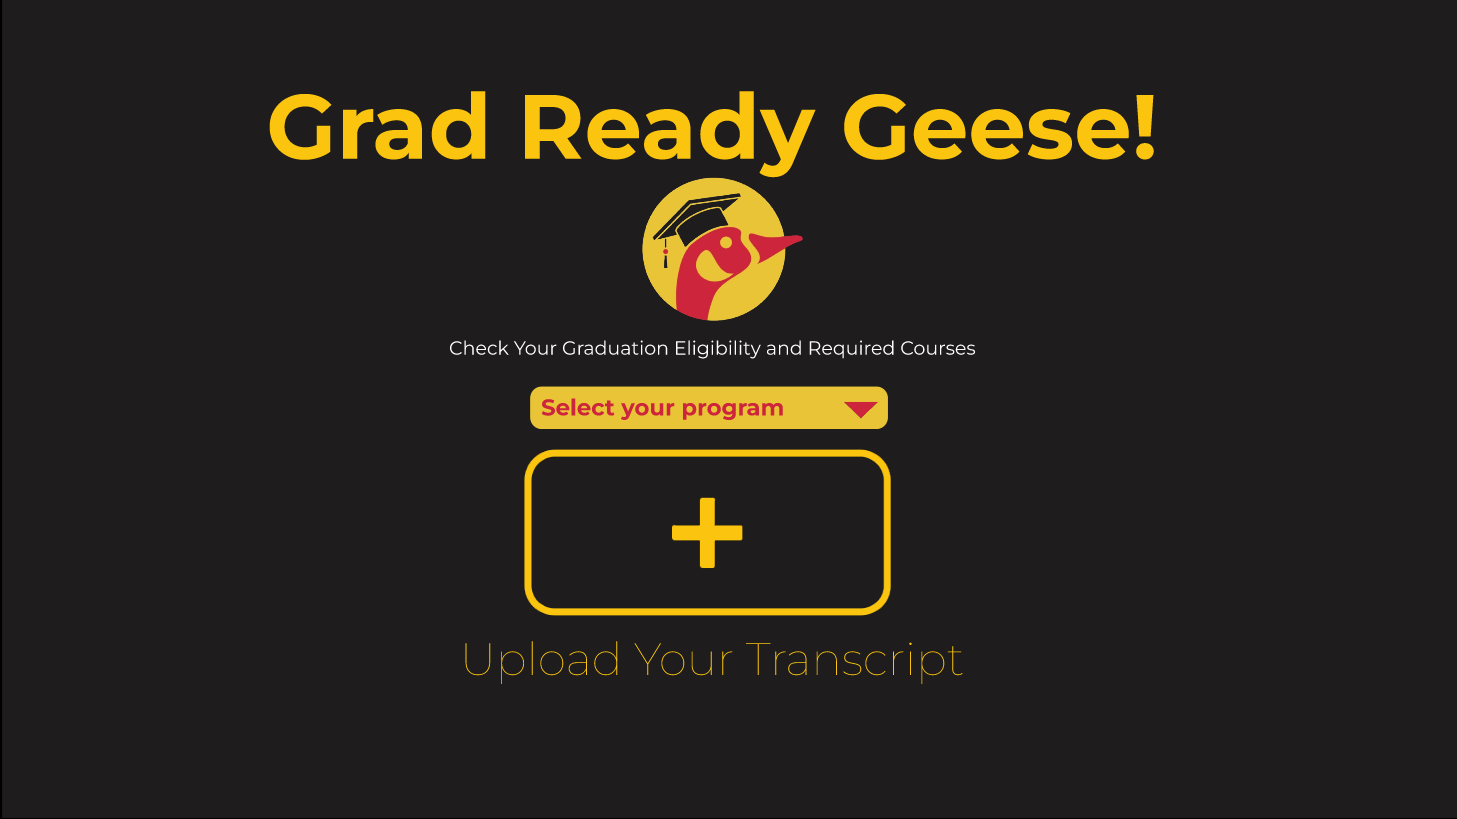 Grad Ready Geese!
Check Your Graduation Eligibility and Required Courses
Select your program
Upload Your Transcript